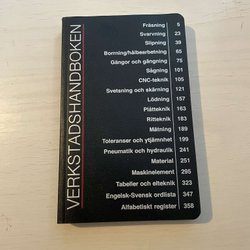 VERKSTADSHANDBOKEN
Fräsning 5
Svarvning 23
Slipning 39
Borrning/hålbearbetning 65
Gängor och gängning 75
Sågning 101
CNC-teknik 105
Svetsning och skärning 121
Lödning 157
Plåtteknik 163
Ritteknik 183
Mätning 189
Toleranser och ytjämnhet 199
Pneumatik och hydraulik 241
Material 251
Maskinelement 295
Tabeller och elteknik 323
Engelsk-Svensk ordlista 347
Alfabetiskt register 358